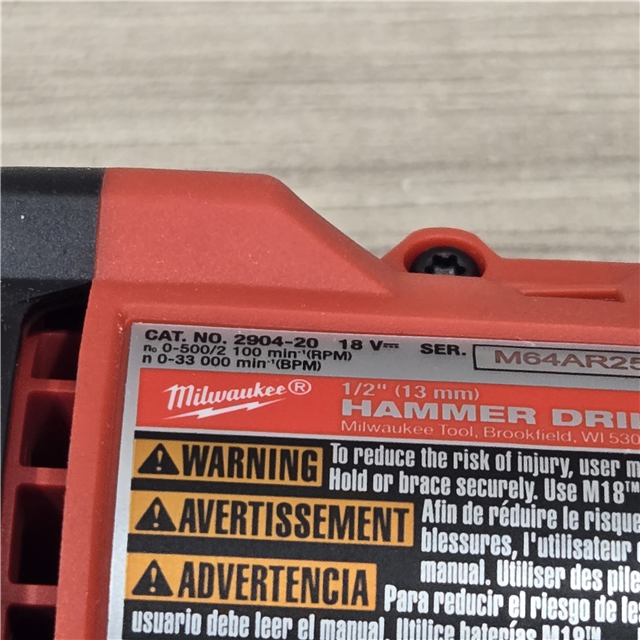 CAT. NO. 2904-20 18 V⎓ SER. M64AR25
n₀ 0-500/2 100 min⁻¹(RPM)
n 0-33 000 min⁻¹(BPM)
Milwaukee® 1/2" (13 mm)
HAMMER DRI
Milwaukee Tool, Brookfield, WI 530
WARNING To reduce the risk of injury, user m
Hold or brace securely. Use M18™
AVERTISSEMENT Afin de réduire le risque
blessures, l'utilisateur
manual. Utiliser des pile
ADVERTENCIA Para reducir el riesgo de le
usuario debe leer el manual. Utilice baterías M18™